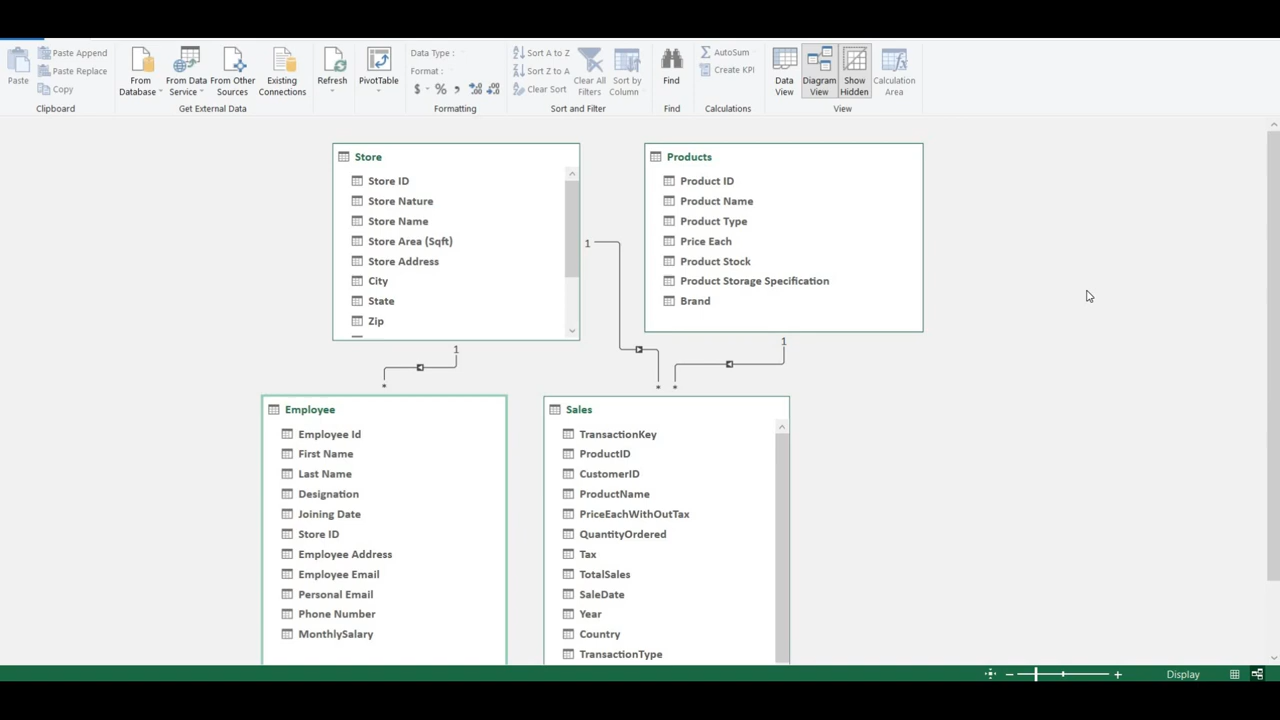 Paste
Paste Append
Paste Replace
Copy
Clipboard
From
Database
From Data
Service
From Other
Sources
Existing
Connections
Get External Data
Refresh
PivotTable
Data Type :
Format :
$ % ,
Formatting
Sort A to Z
Sort Z to A
Clear Sort
Clear All
Filters
Sort by
Column
Sort and Filter
Find
Find
AutoSum
Create KPI
Calculations
Data
View
Diagram
View
Show
Hidden
Calculation
Area
View
Store
Store ID
Store Nature
Store Name
Store Area (Sqft)
Store Address
City
State
Zip
Products
Product ID
Product Name
Product Type
Price Each
Product Stock
Product Storage Specification
Brand
1
1
1
*
*
*
Employee
Employee Id
First Name
Last Name
Designation
Joining Date
Store ID
Employee Address
Employee Email
Personal Email
Phone Number
MonthlySalary
Sales
TransactionKey
ProductID
CustomerID
ProductName
PriceEachWithOutTax
QuantityOrdered
Tax
TotalSales
SaleDate
Year
Country
TransactionType
Display